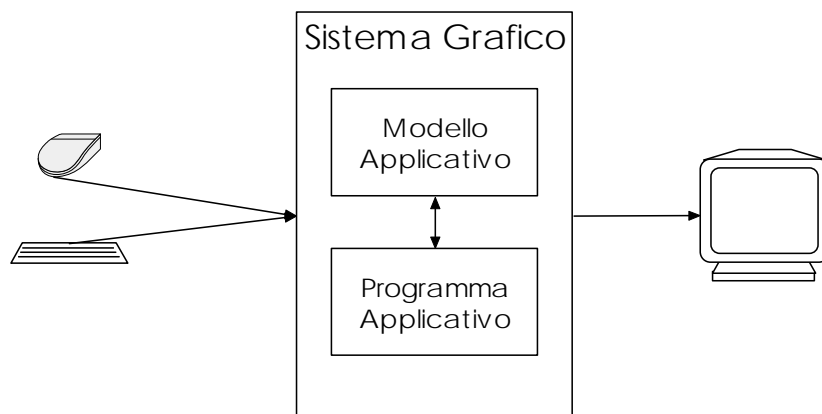 Sistema Grafico
Modello
Applicativo
Programma
Applicativo